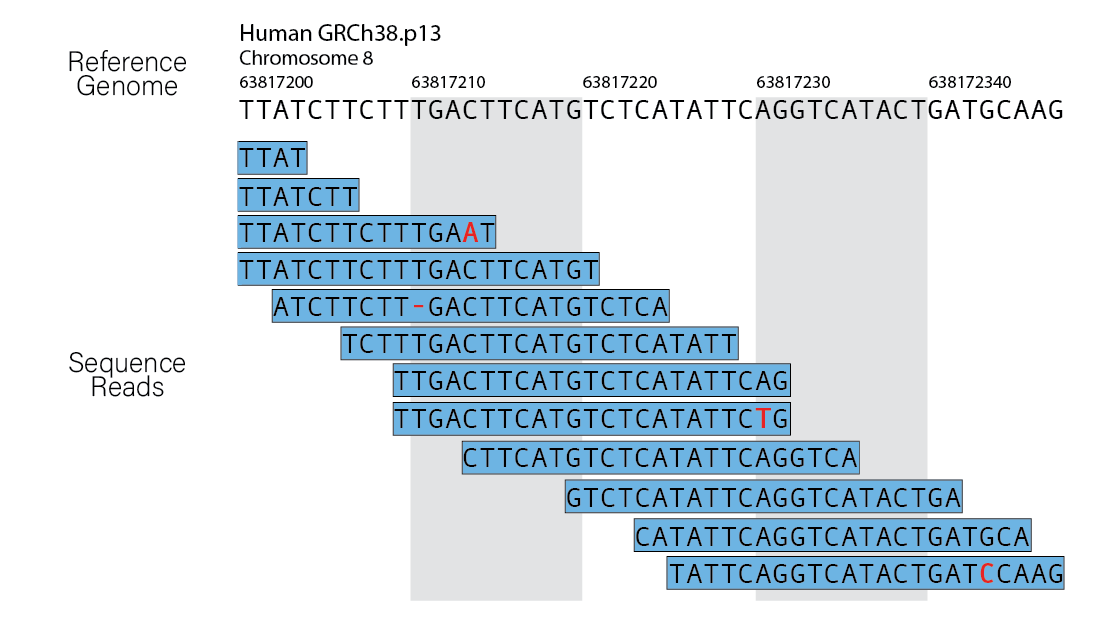 Human GRCh38.p13
Chromosome 8
Reference
Genome
63817200 63817210 63817220 63817230 63817240
TTATCTTCTTTGACTTCATGTCTCATATTCAGGTCATACTGATGCAAG
TTAT
TTATCTT
TTATCTTCTTTGAAT
TTATCTTCTTTGACTTCATGT
ATCTTCTT-GACTTCATGTCTCA
TCTTTGACTTCATGTCTCATATT
Sequence
Reads
TTGACTTCATGTCTCATATTCAG
TTGACTTCATGTCTCATATTCTG
CTTCATGTCTCATATTCAGGTCA
GTCTCATATTCAGGTCATACTGA
CATATTCAGGTCATACTGATGCA
TATTCAGGTCATACTGATCCAAG